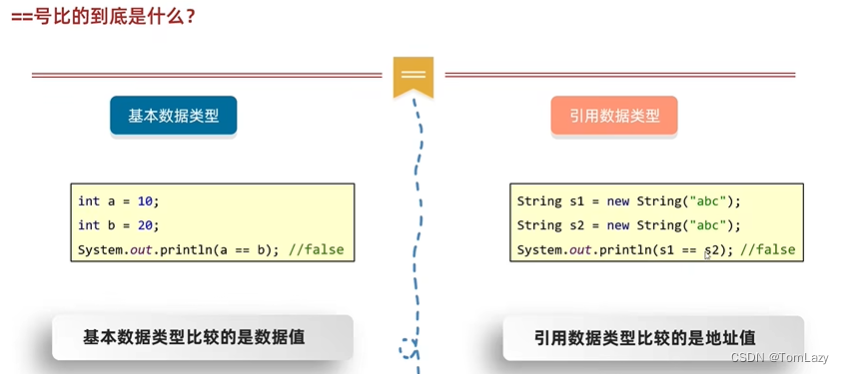 ==号比的到底是什么?
基本数据类型
引用数据类型
int a = 10;
int b = 20;
System.out.println(a == b); //false
String s1 = new String("abc");
String s2 = new String("abc");
System.out.println(s1 == s2); //false
基本数据类型比较的是数据值
引用数据类型比较的是地址值
CSDN @TomLazy